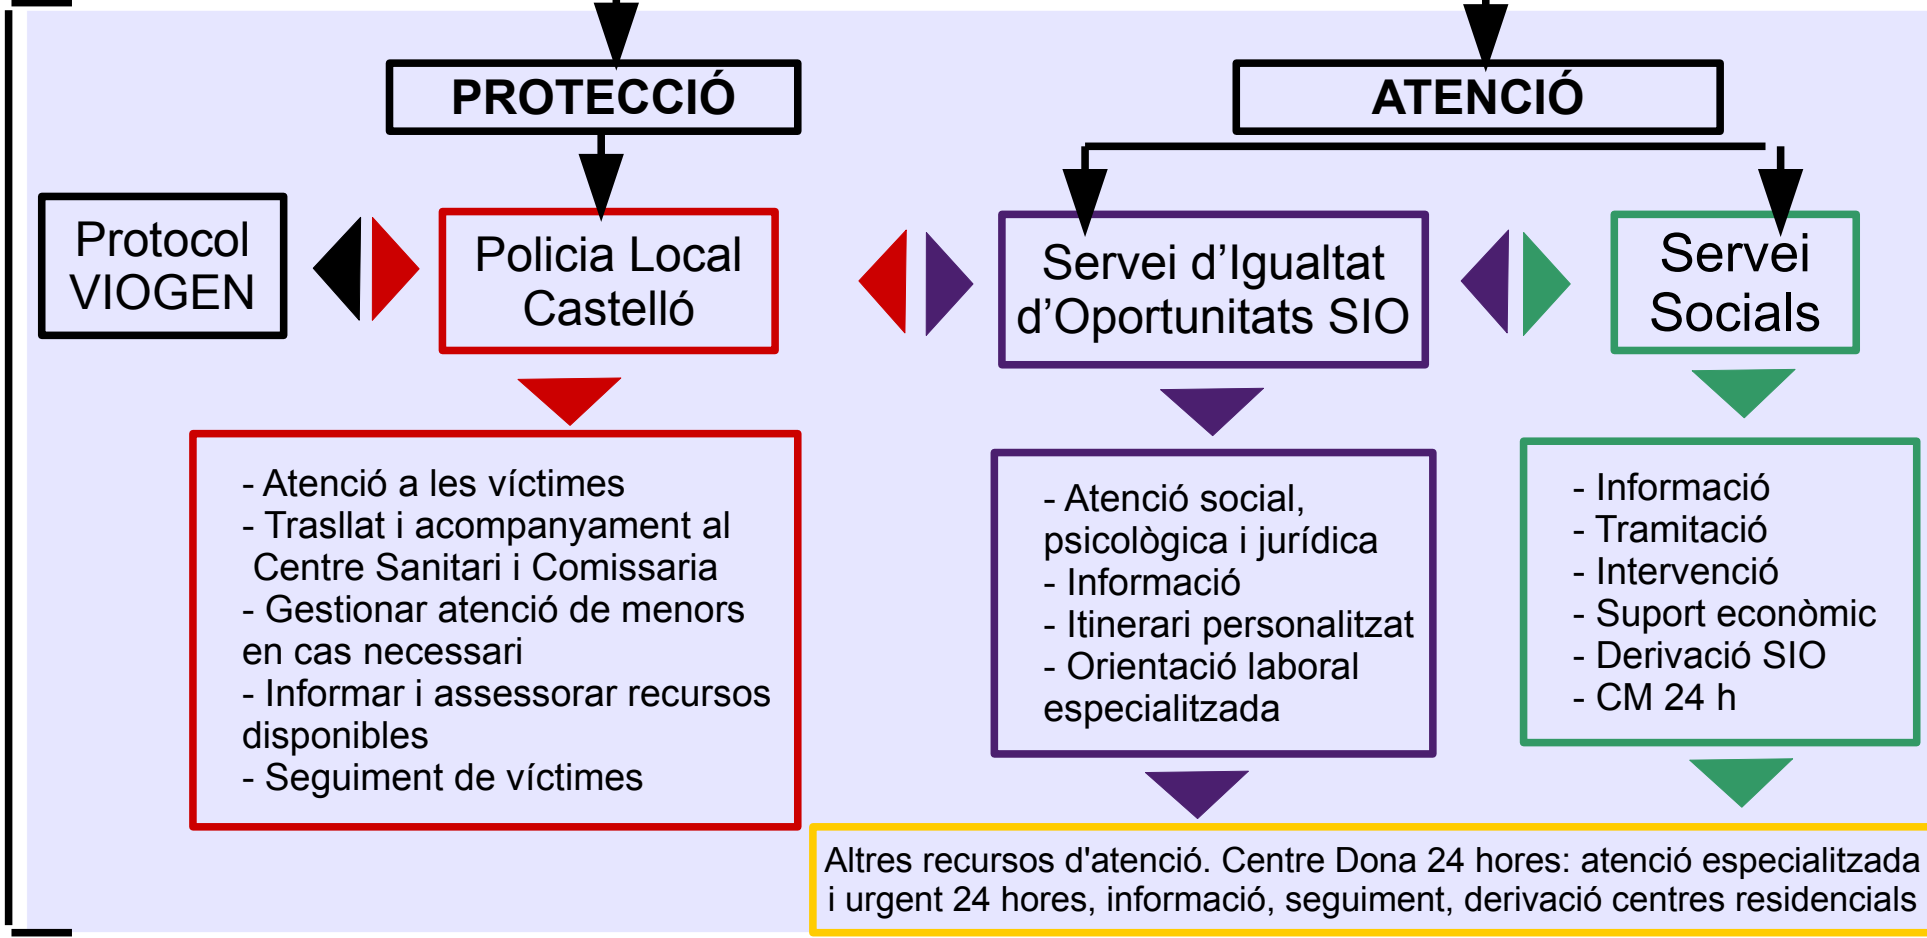 PROTECCIÓ
ATENCIÓ
Protocol
VIOGEN
Policia Local
Castelló
Servei d’Igualtat
d’Oportunitats SIO
Servei
Socials
- Atenció a les víctimes
- Trasllat i acompanyament al
Centre Sanitari i Comissaria
- Gestionar atenció de menors
en cas necessari
- Informar i assessorar recursos
disponibles
- Seguiment de víctimes
- Atenció social,
psicològica i jurídica
- Informació
- Itinerari personalitzat
- Orientació laboral
especialitzada
- Informació
- Tramitació
- Intervenció
- Suport econòmic
- Derivació SIO
- CM 24 h
Altres recursos d'atenció. Centre Dona 24 hores: atenció especialitzada
i urgent 24 hores, informació, seguiment, derivació centres residencials